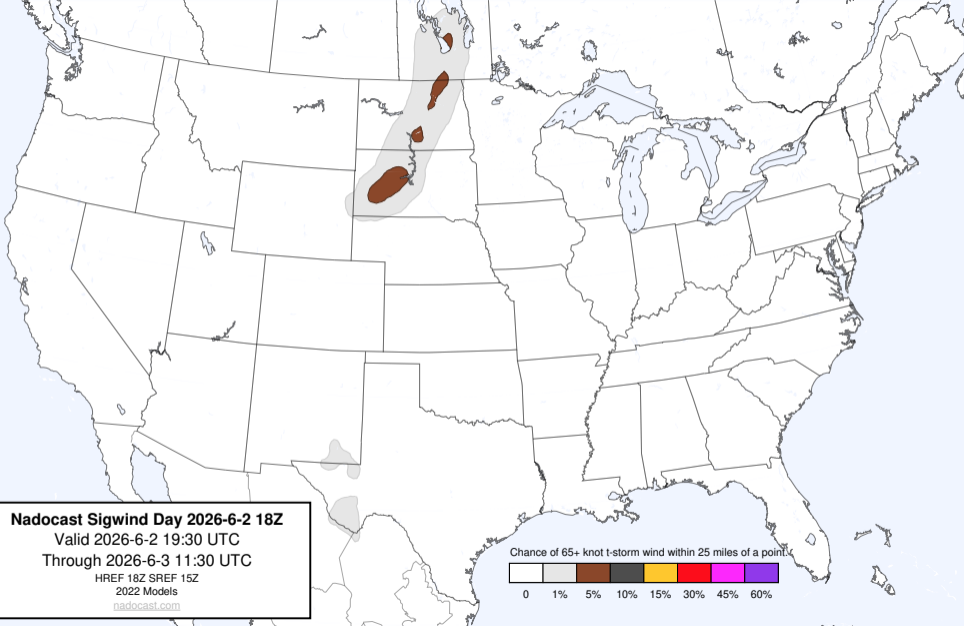 Nadocast Sigwind Day 2026-6-2 18Z
Valid 2026-6-2 19:30 UTC
Through 2026-6-3 11:30 UTC
HREF 18Z SREF 15Z
2022 Models
nadocast.com
Chance of 65+ knot t-storm wind within 25 miles of a point.
0 1% 5% 10% 15% 30% 45% 60%